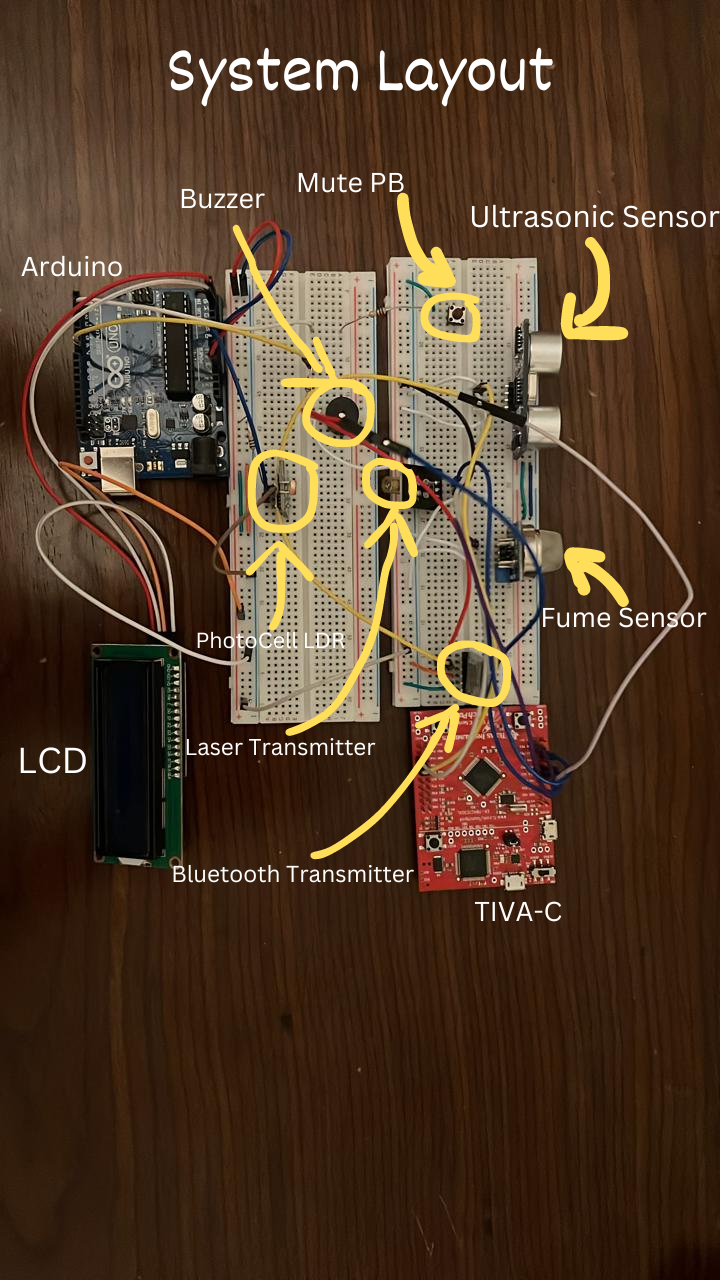 System Layout
Mute PB
Buzzer
Ultrasonic Sensor
Arduino
UNO
ARDUINO
PhotoCell LDR
Fume Sensor
Laser Transmitter
LCD
Bluetooth Transmitter
TIVA-C